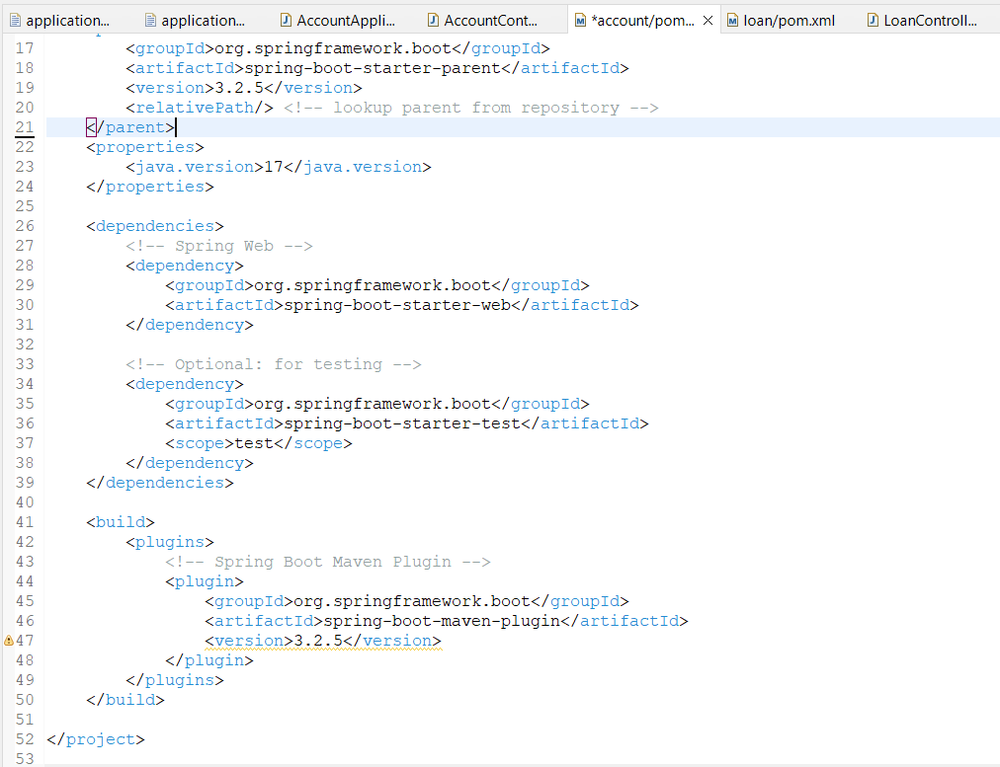 application... application... AccountAppli... AccountCont... *account/pom... loan/pom.xml LoanControll...
17 <groupId>org.springframework.boot</groupId>
18 <artifactId>spring-boot-starter-parent</artifactId>
19 <version>3.2.5</version>
20 <relativePath/> <!-- lookup parent from repository -->
21 </parent>
22 <properties>
23 <java.version>17</java.version>
24 </properties>
25
26 <dependencies>
27 <!-- Spring Web -->
28 <dependency>
29 <groupId>org.springframework.boot</groupId>
30 <artifactId>spring-boot-starter-web</artifactId>
31 </dependency>
32
33 <!-- Optional: for testing -->
34 <dependency>
35 <groupId>org.springframework.boot</groupId>
36 <artifactId>spring-boot-starter-test</artifactId>
37 <scope>test</scope>
38 </dependency>
39 </dependencies>
40
41 <build>
42 <plugins>
43 <!-- Spring Boot Maven Plugin -->
44 <plugin>
45 <groupId>org.springframework.boot</groupId>
46 <artifactId>spring-boot-maven-plugin</artifactId>
47 <version>3.2.5</version>
48 </plugin>
49 </plugins>
50 </build>
51
52 </project>
53